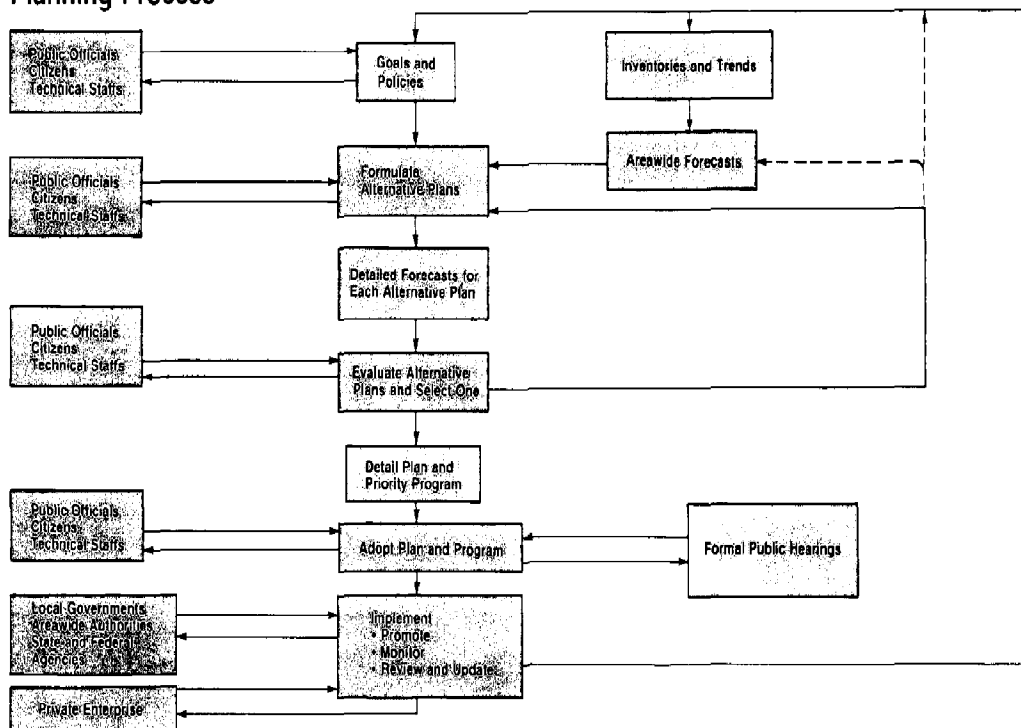 Planning Process
Public Officials
Citizens
Technical Staffs
Goals and
Policies
Inventories and Trends
Public Officials
Citizens
Technical Staffs
Formulate
Alternative Plans
Areawide Forecasts
Detailed Forecasts for
Each Alternative Plan
Public Officials
Citizens
Technical Staffs
Evaluate Alternative
Plans and Select One
Detail Plan and
Priority Program
Public Officials
Citizens
Technical Staffs
Adopt Plan and Program
Formal Public Hearings
Local Governments
Areawide Authorities
State and Federal
Agencies
Implement
• Promote
• Monitor
• Review and Update
Private Enterprise